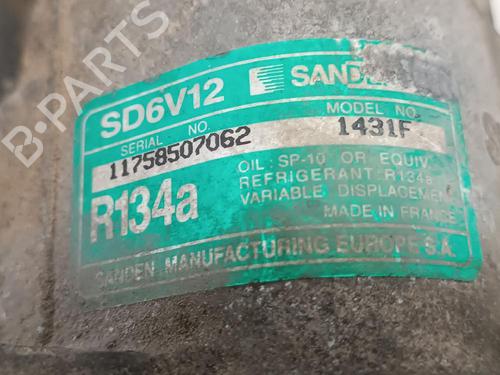 SD6V12 SANDEN
SERIAL NO. MODEL NO.
11758507062 1431F
OIL: SP-10 OR EQUIV.
REFRIGERANT: R134a
VARIABLE DISPLACEMENT
R134a MADE IN FRANCE
SANDEN MANUFACTURING EUROPE S.A.
B-PARTS